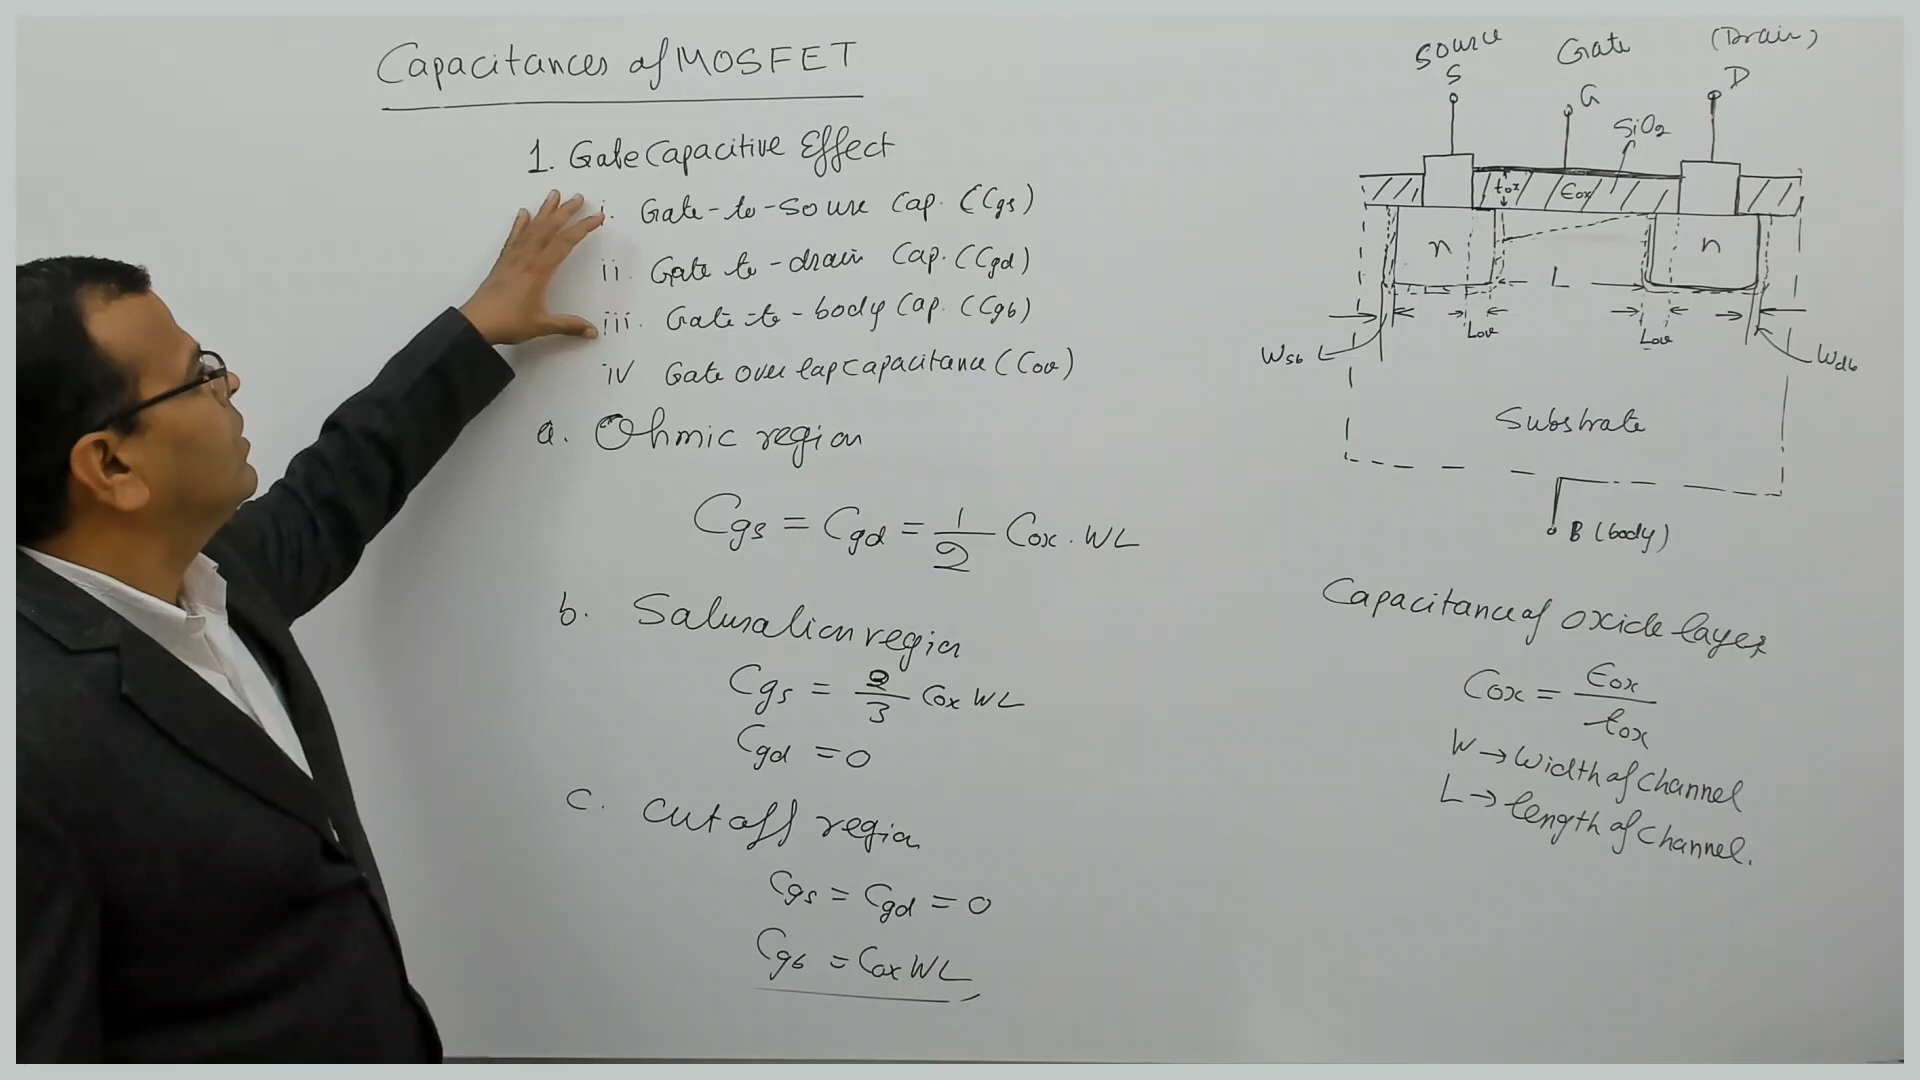 Capacitances of MOSFET
1. Gate Capacitive Effect
i. Gate-to-Source Cap. (Cgs)
ii. Gate to-drain Cap. (Cgd)
iii. Gate-to-body Cap. (Cgb)
iv Gate overlap capacitance (Cov)
a. Ohmic region
Cgs = Cgd = 1/2 Cox . WL
b. Saturation region
Cgs = 2/3 Cox WL
Cgd = 0
c. Cutoff region
Cgs = Cgd = 0
Cgb = Cox WL
Source Gate (Drain)
S G D
SiO2
tox Єox
n n
L
Lov Lov
Wsb Wdb
Substrate
B (body)
Capacitance of oxide layer
Cox = Єox/tox
W → Width of Channel
L → length of channel.